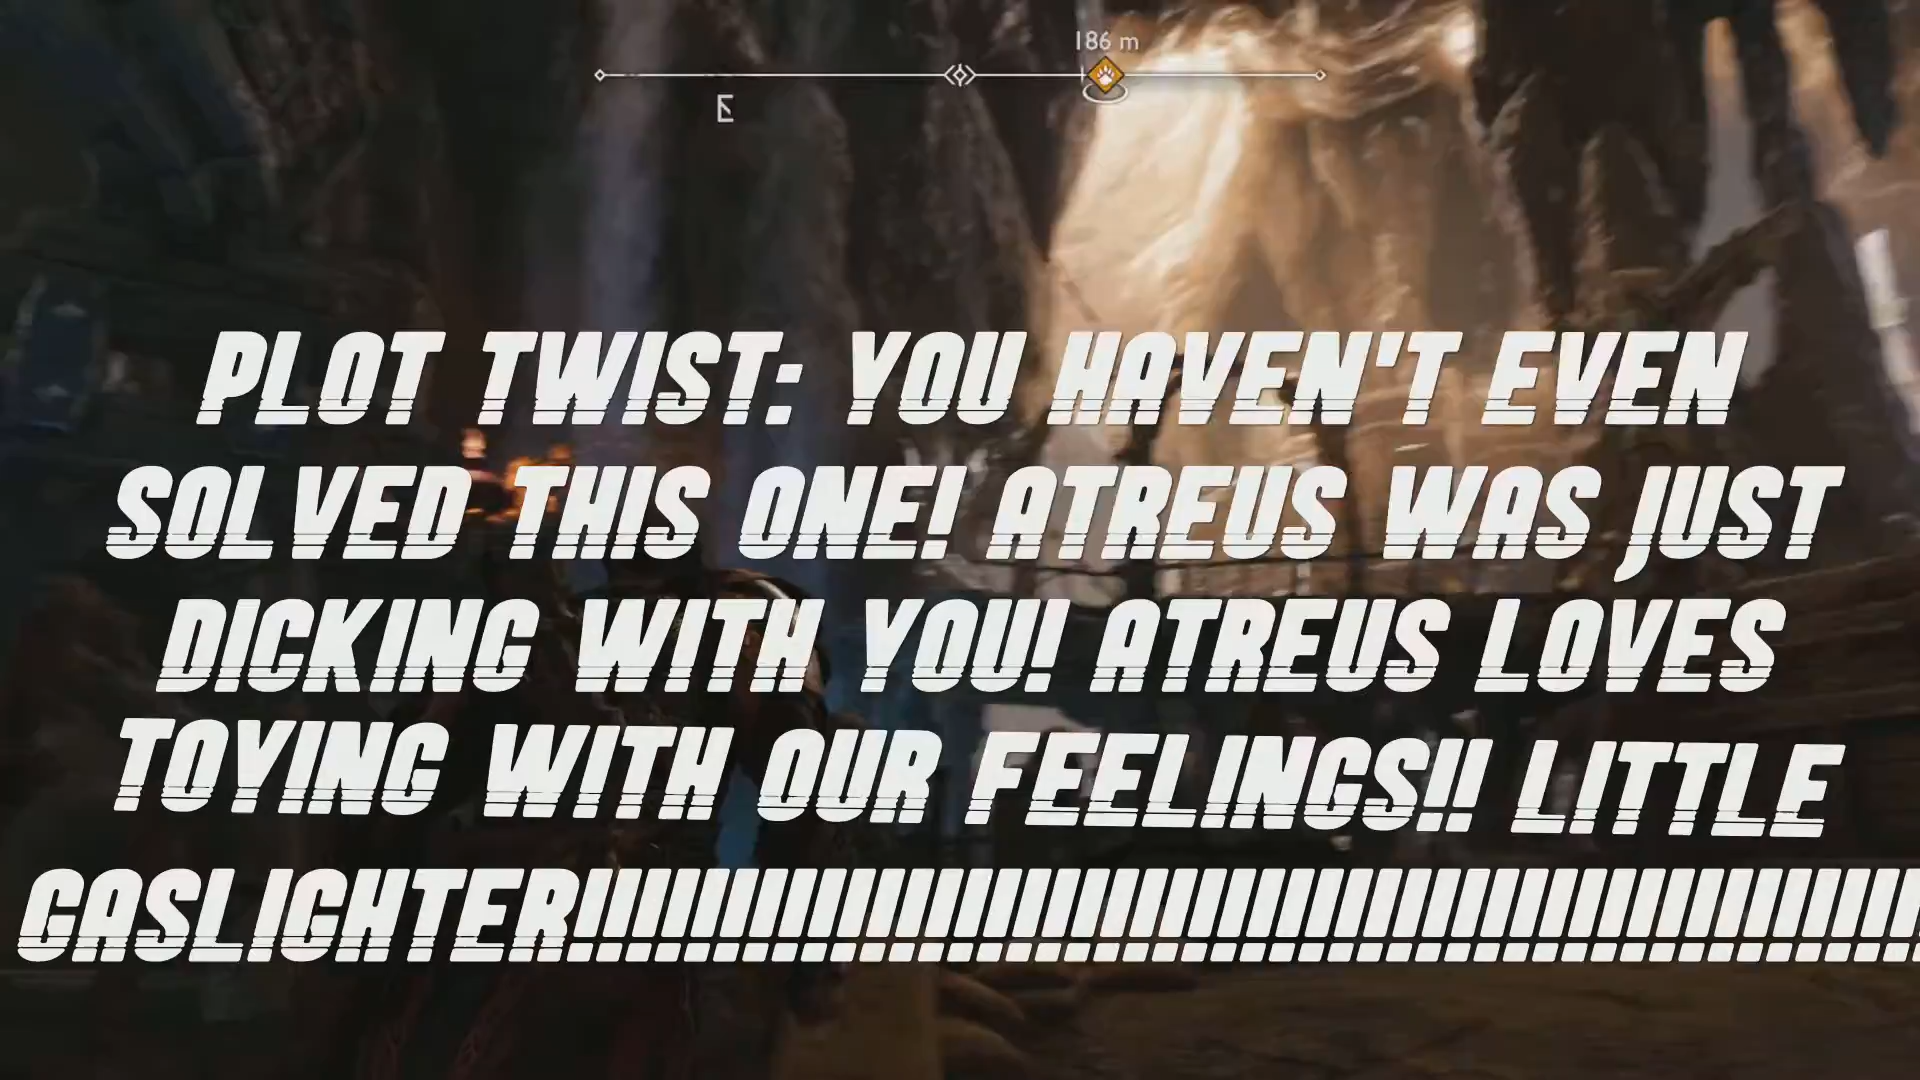 186 m
E
PLOT TWIST: YOU HAVEN'T EVEN
SOLVED THIS ONE! ATREUS WAS JUST
DICKING WITH YOU! ATREUS LOVES
TOYING WITH OUR FEELINGS!! LITTLE
GASLIGHTER!!!!!!!!!!!!!!!!!!!!!!!!!!!!!!!!!!!!!